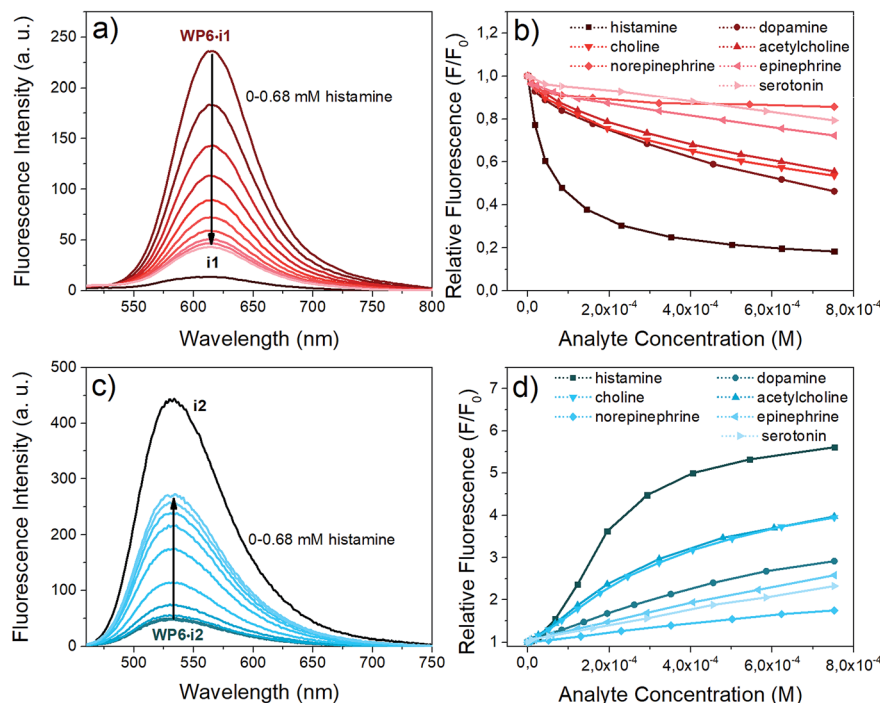 a)
WP6·i1
0-0.68 mM histamine
i1
Fluorescence Intensity (a. u.)
250
200
150
100
50
0
550 600 650 700 750 800
Wavelength (nm)
b)
histamine dopamine
choline acetylcholine
norepinephrine epinephrine
serotonin
Relative Fluorescence (F/F₀)
1,0
0,8
0,6
0,4
0,2
0,0
0,0 2,0x10⁻⁴ 4,0x10⁻⁴ 6,0x10⁻⁴ 8,0x10⁻⁴
Analyte Concentration (M)
c)
i2
0-0.68 mM histamine
WP6·i2
Fluorescence Intensity (a. u.)
500
400
300
200
100
0
500 550 600 650 700 750
Wavelength (nm)
d)
histamine dopamine
choline acetylcholine
norepinephrine epinephrine
serotonin
Relative Fluorescence (F/F₀)
7
6
5
4
3
2
1
0,0 2,0x10⁻⁴ 4,0x10⁻⁴ 6,0x10⁻⁴ 8,0x10⁻⁴
Analyte Concentration (M)